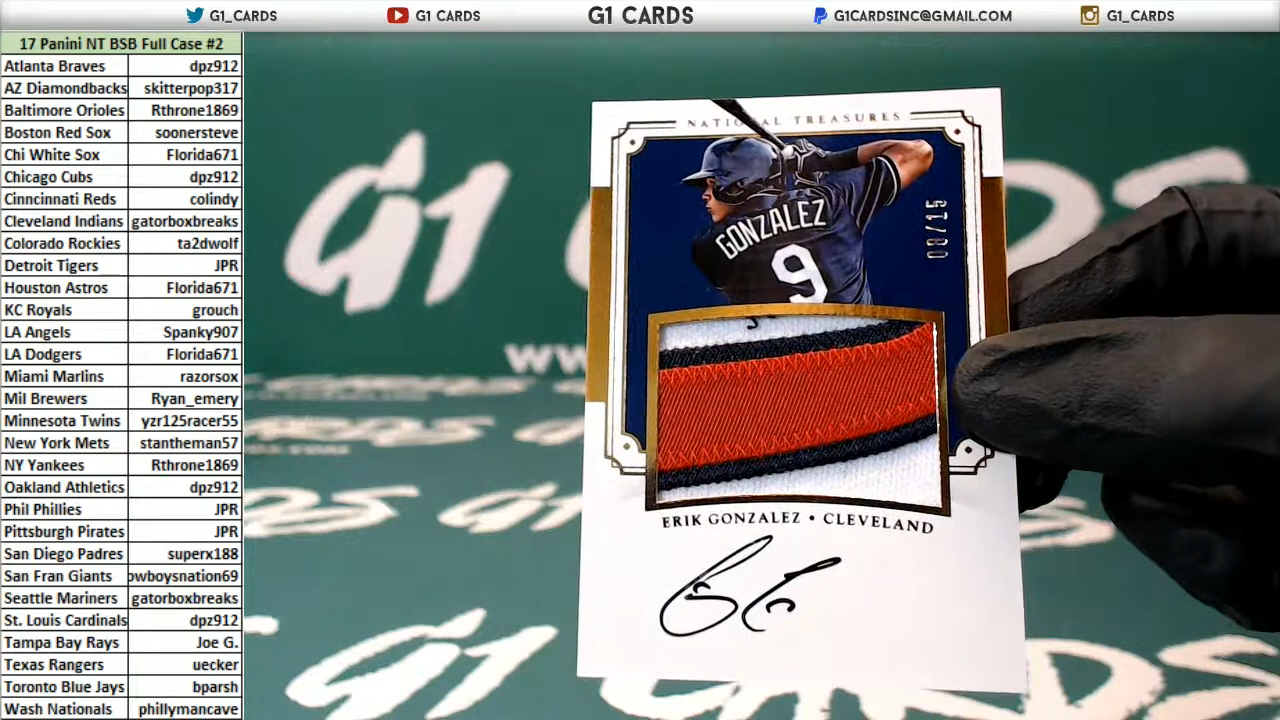 G1_CARDS
G1 CARDS
G1 CARDS
G1CARDSINC@GMAIL.COM
G1_CARDS
17 Panini NT BSB Full Case #2
Atlanta Braves dpz912
AZ Diamondbacks skitterpop317
Baltimore Orioles Rthrone1869
Boston Red Sox soonersteve
Chi White Sox Florida671
Chicago Cubs dpz912
Cinncinnati Reds colindy
Cleveland Indians gatorboxbreaks
Colorado Rockies ta2dwolf
Detroit Tigers JPR
Houston Astros Florida671
KC Royals grouch
LA Angels Spanky907
LA Dodgers Florida671
Miami Marlins razorsox
Mil Brewers Ryan_emery
Minnesota Twins yzr125racer55
New York Mets stantheman57
NY Yankees Rthrone1869
Oakland Athletics dpz912
Phil Phillies JPR
Pittsburgh Pirates JPR
San Diego Padres superx188
San Fran Giants owboysnation69
Seattle Mariners gatorboxbreaks
St. Louis Cardinals dpz912
Tampa Bay Rays Joe G.
Texas Rangers uecker
Toronto Blue Jays bparsh
Wash Nationals phillymancave
NATIONAL TREASURES
GONZALEZ
9
08/15
ERIK GONZALEZ • CLEVELAND
G1
G1
WW
G1